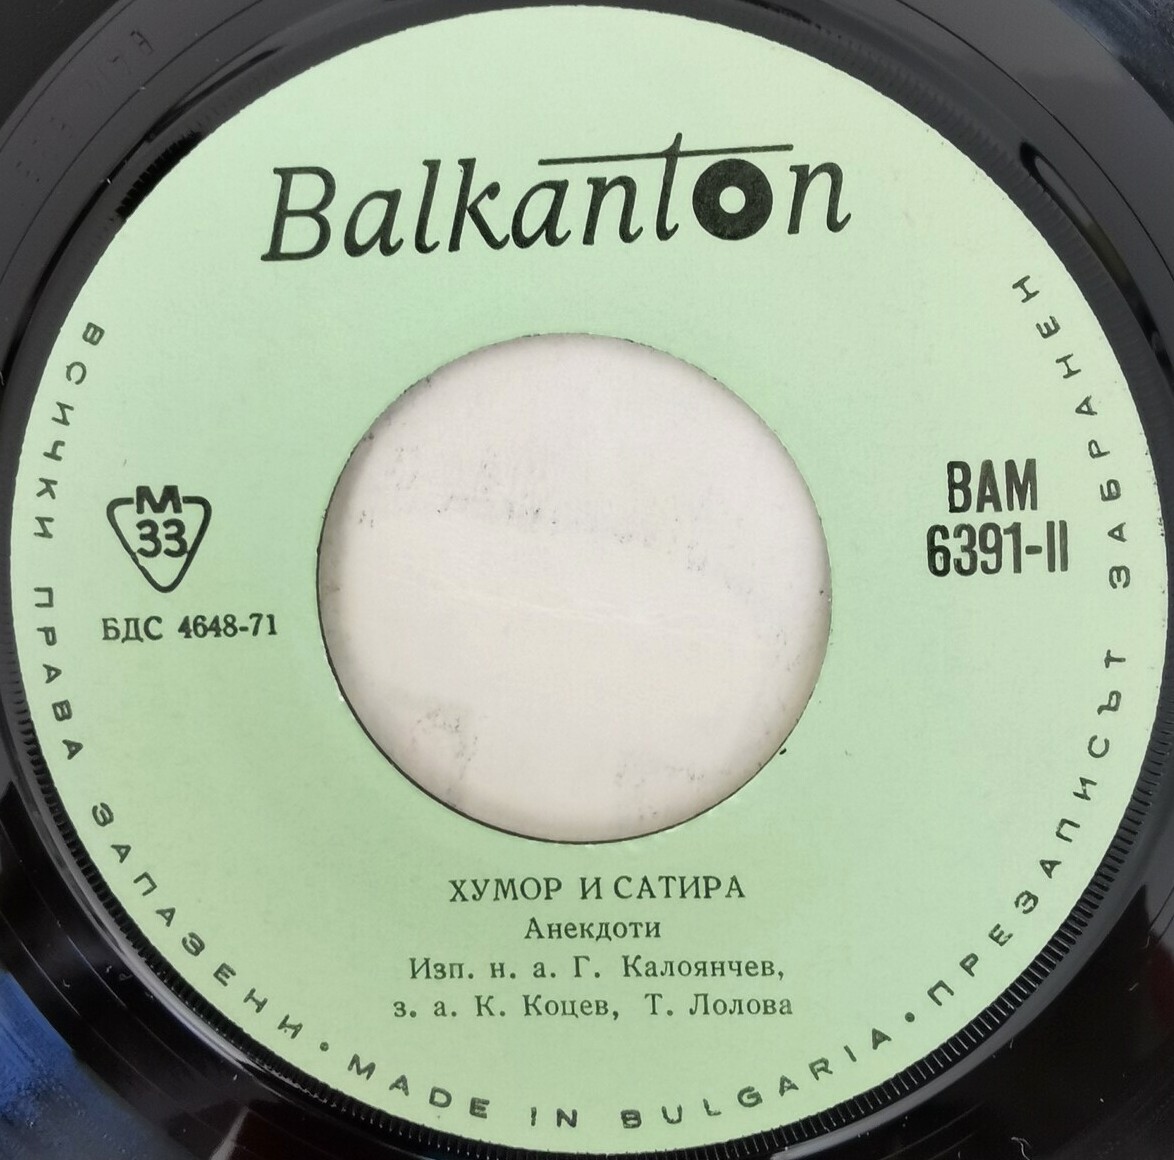 Balkanton
M
33
БДС 4648-71
ВАМ
6391-II
ХУМОР И САТИРА
Анекдоти
Изп. н. а. Г. Калоянчев,
з. а. К. Коцев, Т. Лолова
ВСИЧКИ ПРАВА ЗАПАЗЕНИ • MADE IN BULGARIA • ПРЕЗАПИСЪТ ЗАБРАНЕН